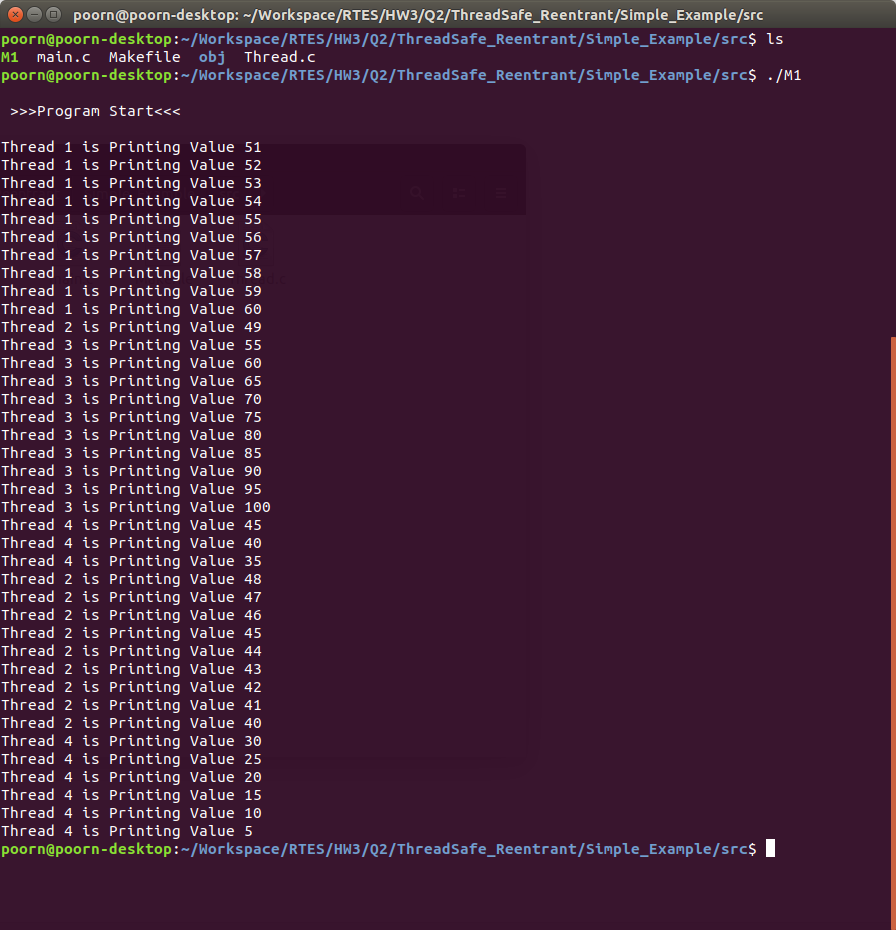 poorn@poorn-desktop: ~/Workspace/RTES/HW3/Q2/ThreadSafe_Reentrant/Simple_Example/src
poorn@poorn-desktop:~/Workspace/RTES/HW3/Q2/ThreadSafe_Reentrant/Simple_Example/src$ ls
M1  main.c  Makefile  obj  Thread.c
poorn@poorn-desktop:~/Workspace/RTES/HW3/Q2/ThreadSafe_Reentrant/Simple_Example/src$ ./M1
>>>Program Start<<<
Thread 1 is Printing Value 51
Thread 1 is Printing Value 52
Thread 1 is Printing Value 53
Thread 1 is Printing Value 54
Thread 1 is Printing Value 55
Thread 1 is Printing Value 56
Thread 1 is Printing Value 57
Thread 1 is Printing Value 58
Thread 1 is Printing Value 59
Thread 1 is Printing Value 60
Thread 2 is Printing Value 49
Thread 3 is Printing Value 55
Thread 3 is Printing Value 60
Thread 3 is Printing Value 65
Thread 3 is Printing Value 70
Thread 3 is Printing Value 75
Thread 3 is Printing Value 80
Thread 3 is Printing Value 85
Thread 3 is Printing Value 90
Thread 3 is Printing Value 95
Thread 3 is Printing Value 100
Thread 4 is Printing Value 45
Thread 4 is Printing Value 40
Thread 4 is Printing Value 35
Thread 2 is Printing Value 48
Thread 2 is Printing Value 47
Thread 2 is Printing Value 46
Thread 2 is Printing Value 45
Thread 2 is Printing Value 44
Thread 2 is Printing Value 43
Thread 2 is Printing Value 42
Thread 2 is Printing Value 41
Thread 2 is Printing Value 40
Thread 4 is Printing Value 30
Thread 4 is Printing Value 25
Thread 4 is Printing Value 20
Thread 4 is Printing Value 15
Thread 4 is Printing Value 10
Thread 4 is Printing Value 5
poorn@poorn-desktop:~/Workspace/RTES/HW3/Q2/ThreadSafe_Reentrant/Simple_Example/src$